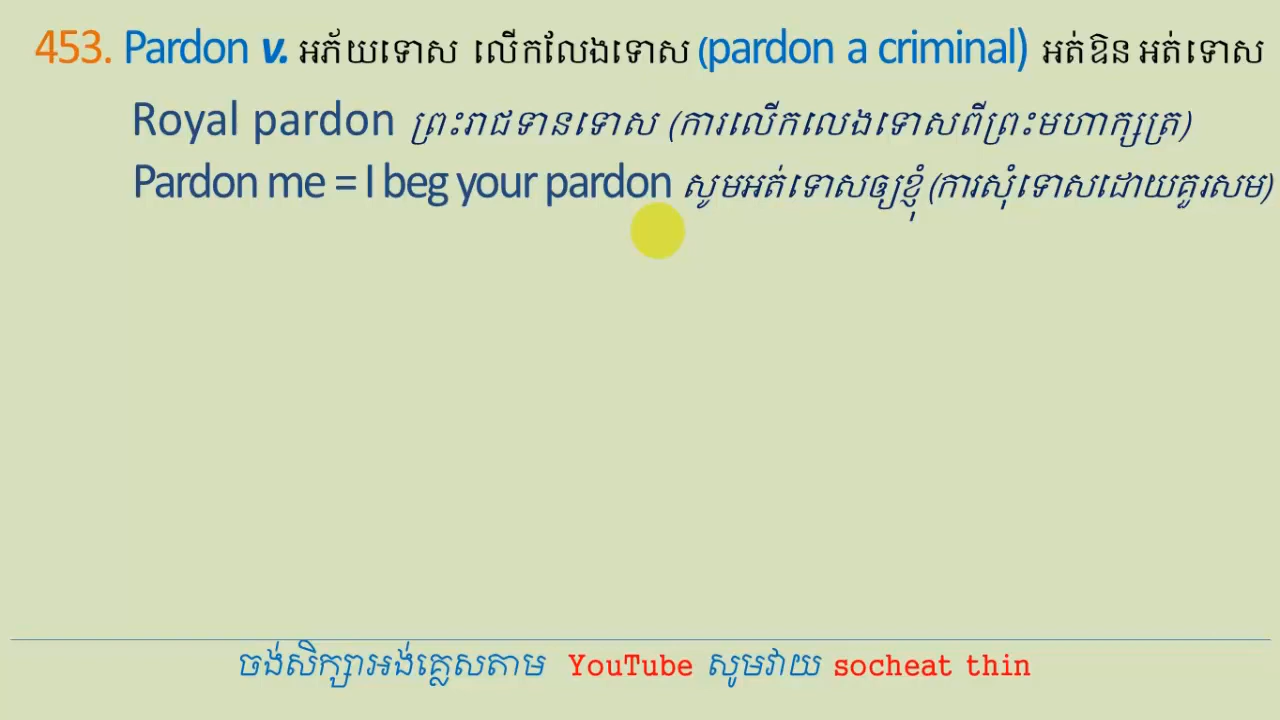 453. Pardon v. អភ័យទោស លើកលែងទោស (pardon a criminal) អត់ឱន អត់ទោស
Royal pardon ព្រះរាជទានទោស (ការលើកលេងទោសពីព្រះមហាក្សត្រ)
Pardon me = I beg your pardon សូមអត់ទោសឲ្យខ្ញុំ (ការសុំទោសដោយគួរសម)
ចង់សិក្សាអង់គ្លេសតាម YouTube សូមវាយ socheat thin